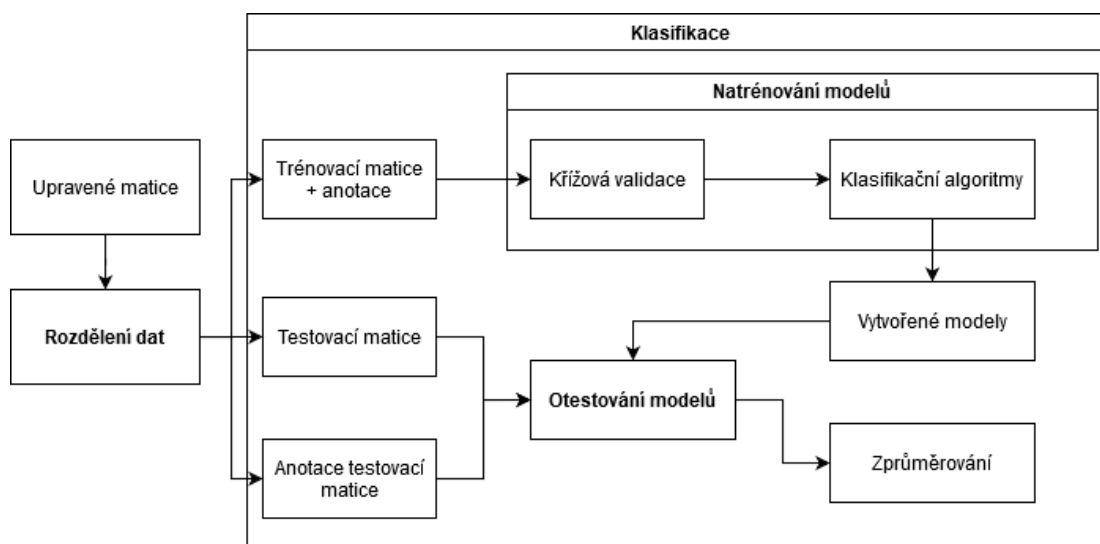 Klasifikace
Natrénování modelů
Upravené matice
Trénovací matice
+ anotace
Křížová validace
Klasifikační algoritmy
Rozdělení dat
Testovací matice
Vytvořené modely
Otestování modelů
Anotace testovací
matice
Zprůměrování